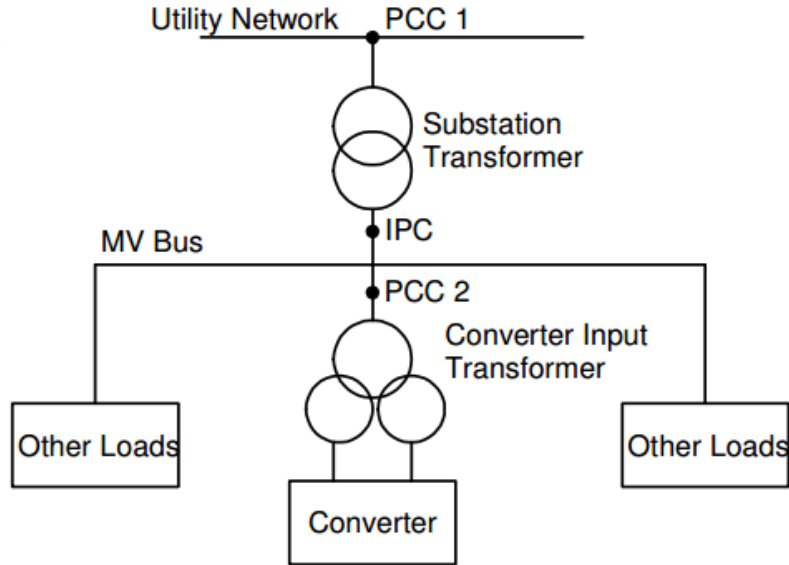 Utility Network PCC 1
Substation
Transformer
IPC
MV Bus
PCC 2
Converter Input
Transformer
Other Loads
Other Loads
Converter